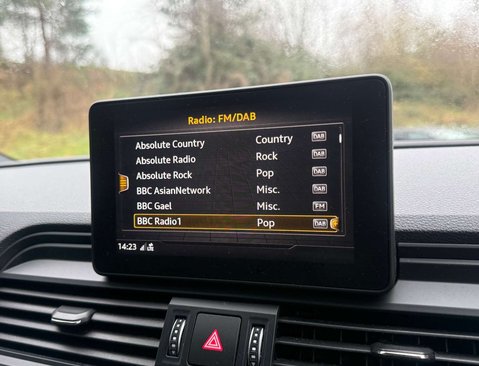 Radio: FM/DAB
Absolute Country Country DAB
Absolute Radio Rock DAB
Absolute Rock Pop DAB
BBC AsianNetwork Misc. DAB
BBC Gael Misc. FM
BBC Radio1 Pop DAB
14:23